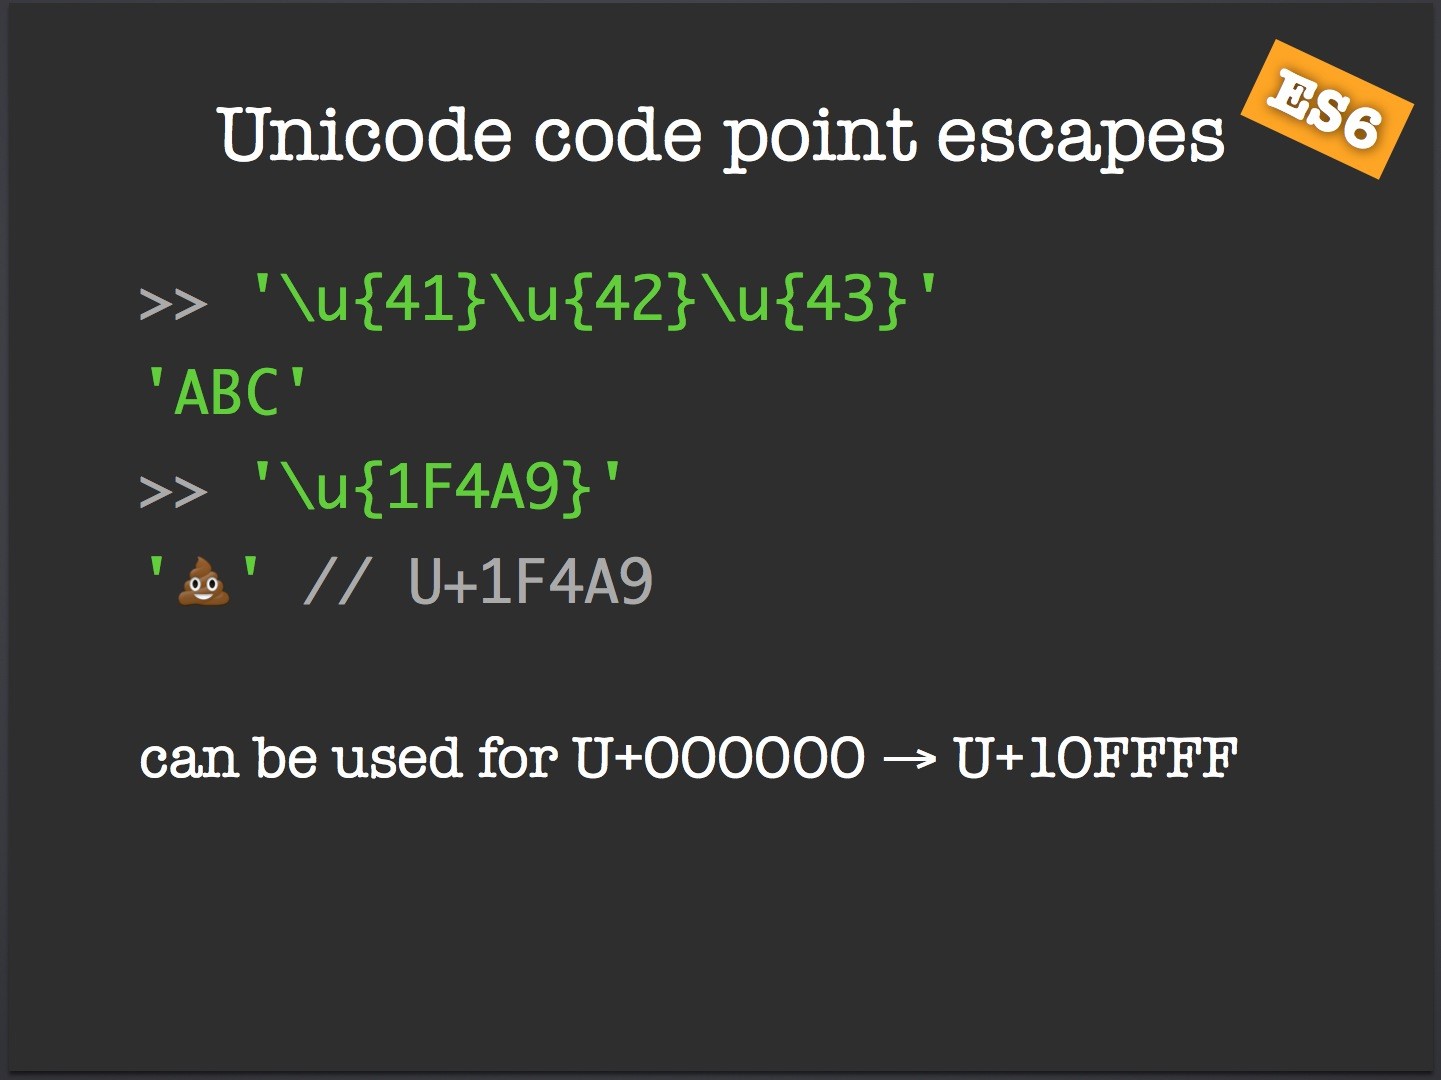 Unicode code point escapes
ES6
>> '\u{41}\u{42}\u{43}'
'ABC'
>> '\u{1F4A9}'
'💩' // U+1F4A9
can be used for U+000000 → U+10FFFF